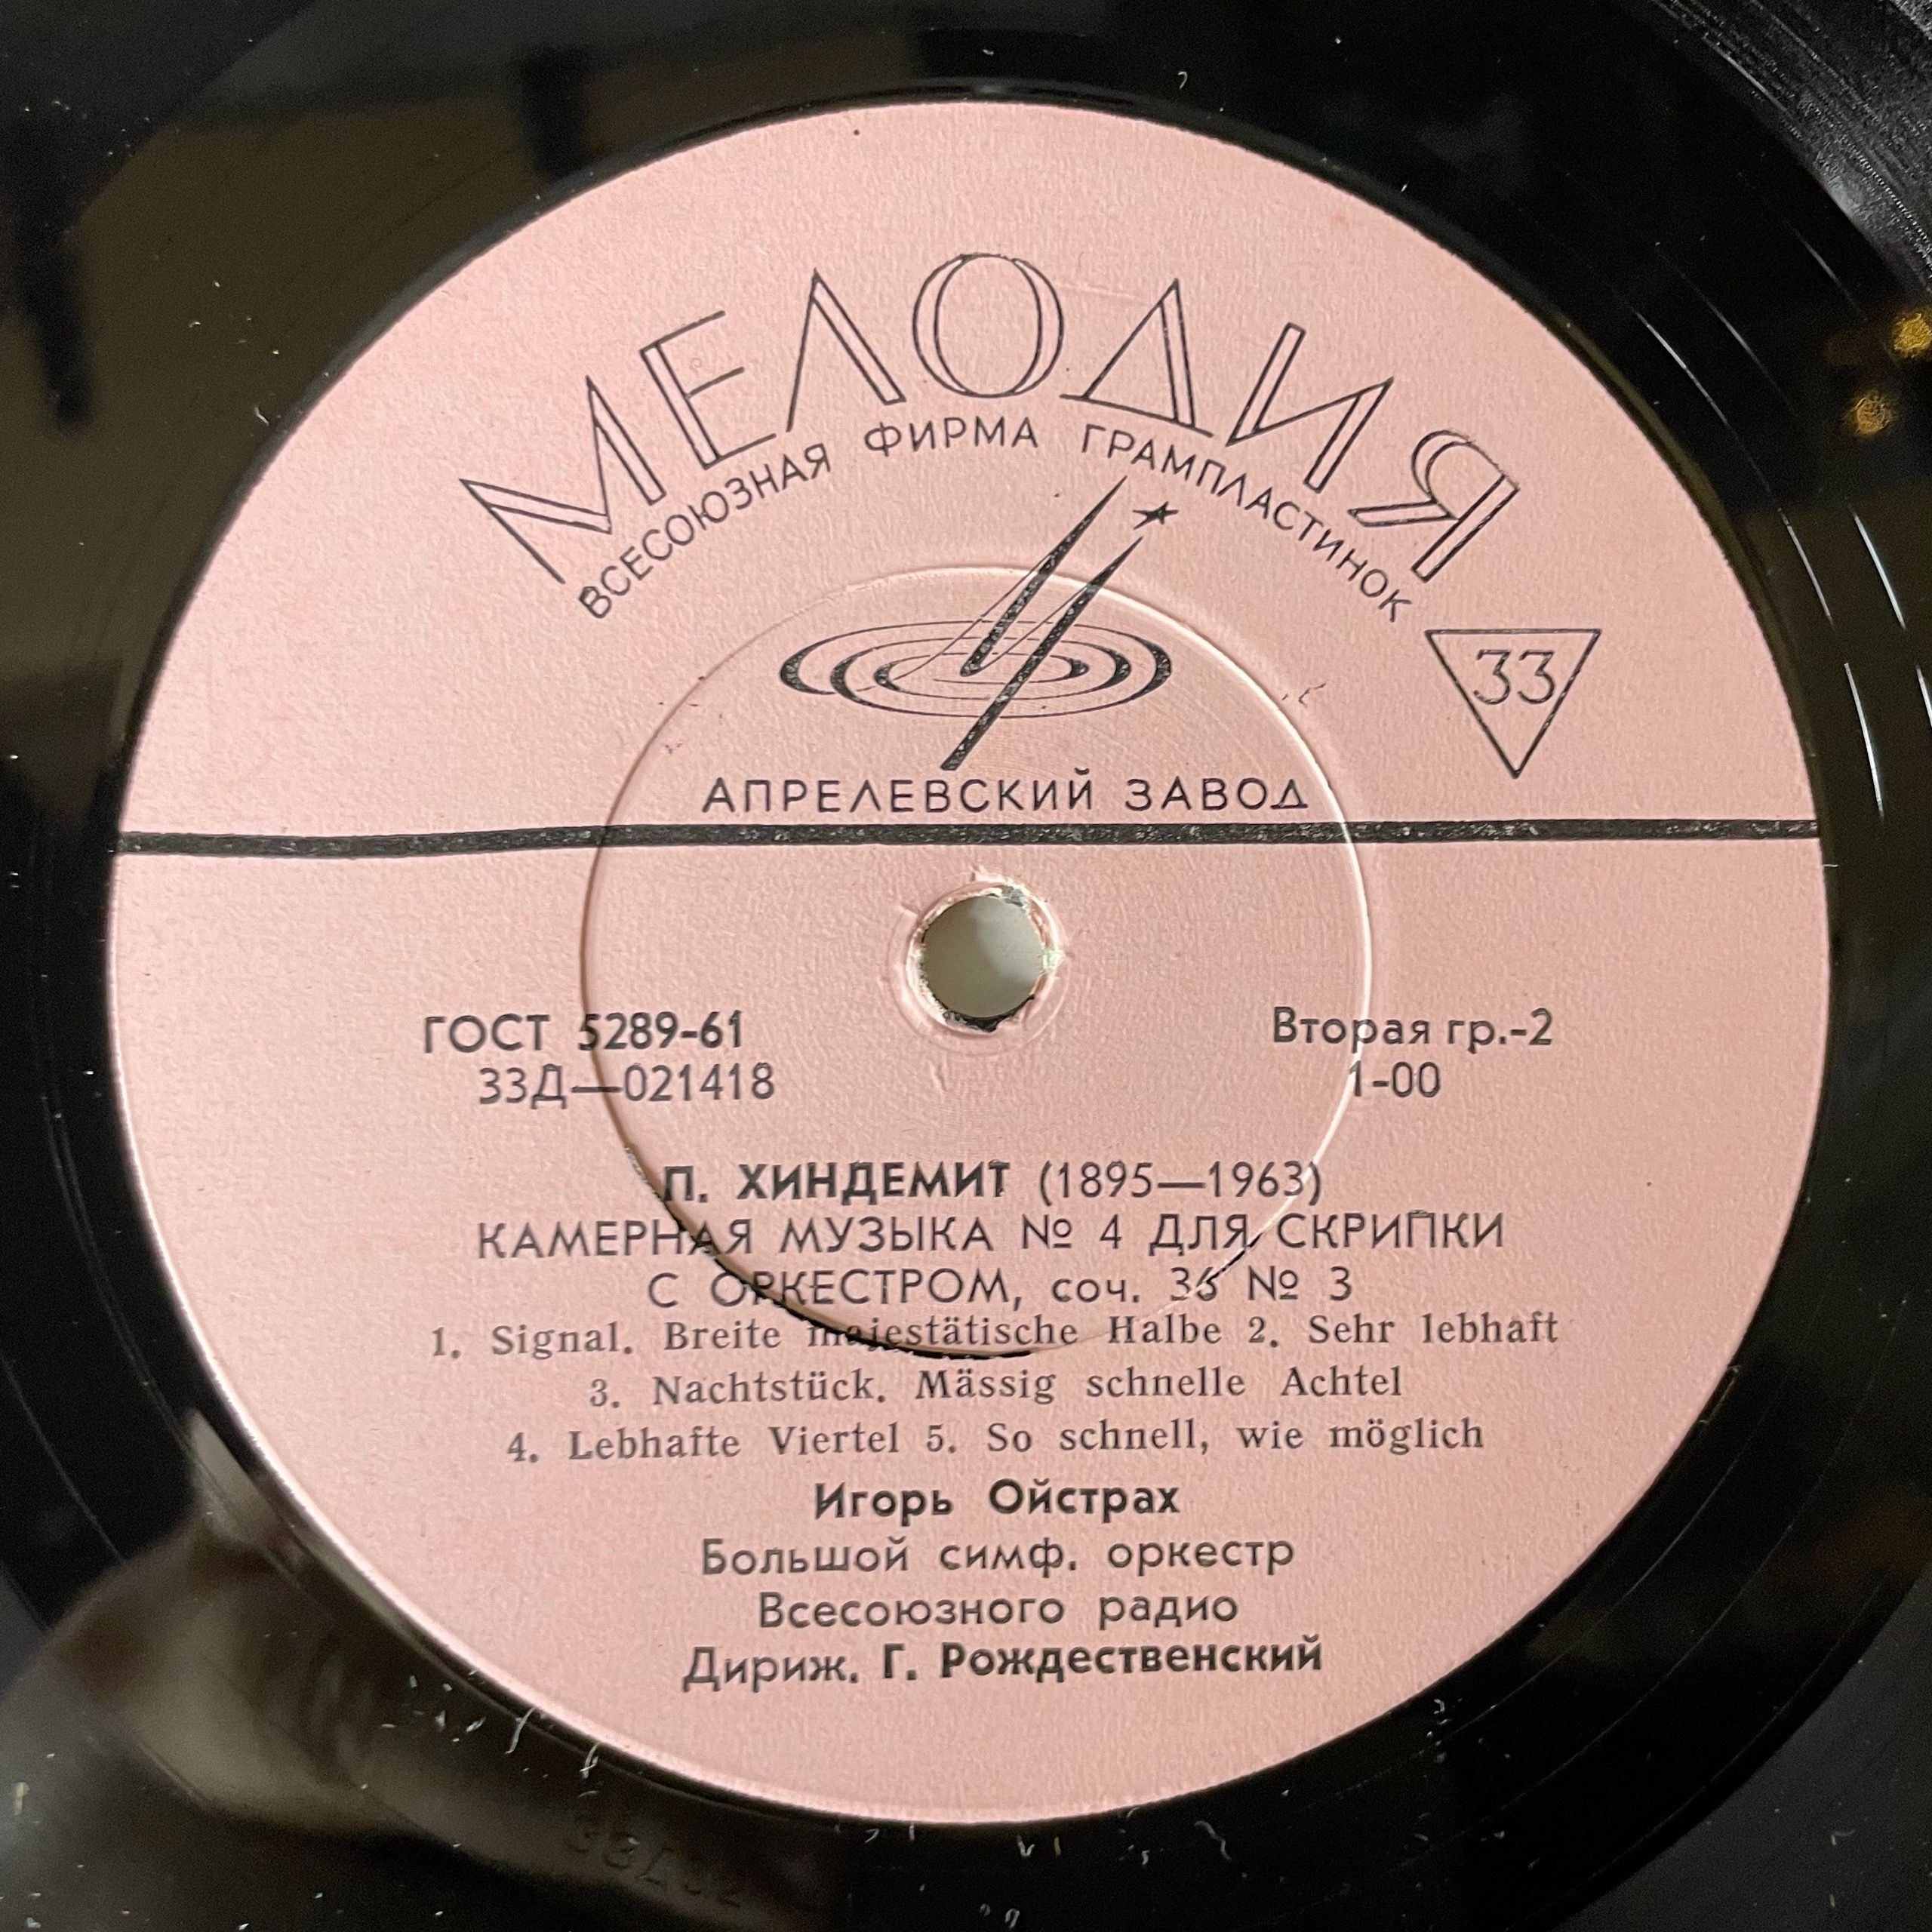 МЕЛОДИЯ
ВСЕСОЮЗНАЯ ФИРМА ГРАМПЛАСТИНОК
33
АПРЕЛЕВСКИЙ ЗАВОД
ГОСТ 5289-61
33Д—021418
Вторая гр.-2
1-00
П. ХИНДЕМИТ (1895—1963)
КАМЕРНАЯ МУЗЫКА № 4 ДЛЯ СКРИПКИ
С ОРКЕСТРОМ, соч. 36 № 3
1. Signal. Breite majestätische Halbe 2. Sehr lebhaft
3. Nachtstück. Mässig schnelle Achtel
4. Lebhafte Viertel 5. So schnell, wie möglich
Игорь Ойстрах
Большой симф. оркестр
Всесоюзного радио
Дириж. Г. Рождественский